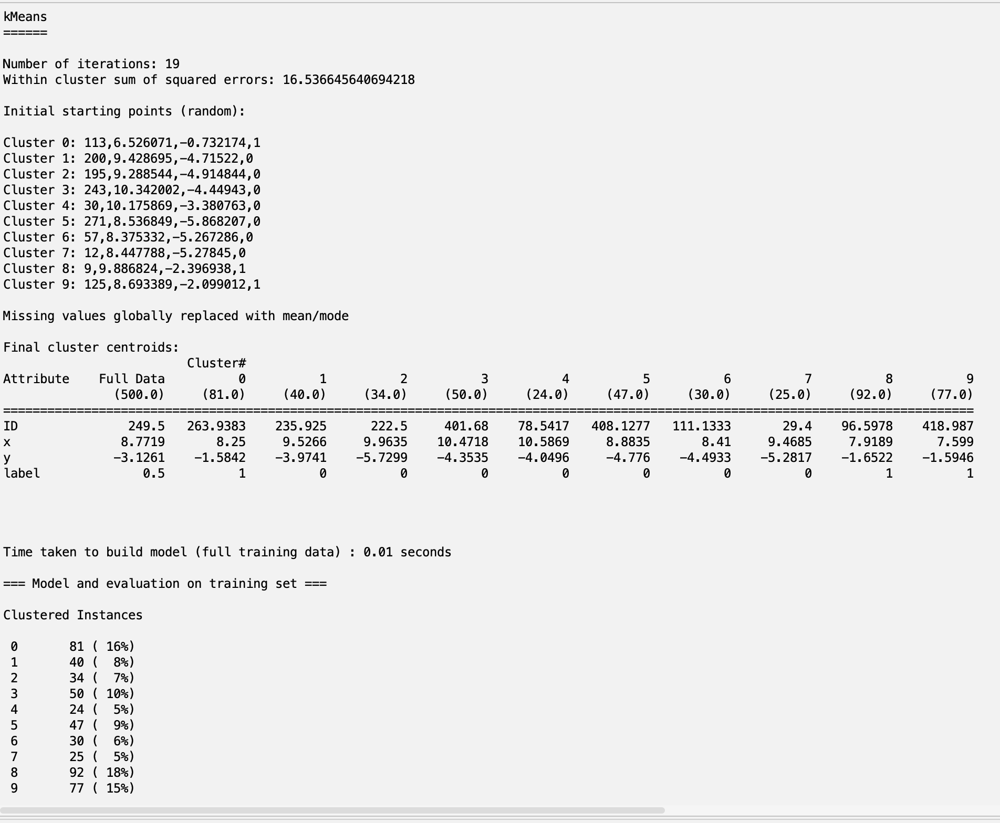 kMeans
======
Number of iterations: 19
Within cluster sum of squared errors: 16.536645640694218
Initial starting points (random):
Cluster 0: 113,6.526071,-0.732174,1
Cluster 1: 200,9.428695,-4.71522,0
Cluster 2: 195,9.288544,-4.914844,0
Cluster 3: 243,10.342002,-4.44943,0
Cluster 4: 30,10.175869,-3.380763,0
Cluster 5: 271,8.536849,-5.868207,0
Cluster 6: 57,8.375332,-5.267286,0
Cluster 7: 12,8.447788,-5.27845,0
Cluster 8: 9,9.886824,-2.396938,1
Cluster 9: 125,8.693389,-2.099012,1
Missing values globally replaced with mean/mode
Final cluster centroids:
                         Cluster#
Attribute    Full Data          0          1          2          3          4          5          6          7          8          9
               (500.0)     (81.0)     (40.0)     (34.0)     (50.0)     (24.0)     (47.0)     (30.0)     (25.0)     (92.0)     (77.0)
====================================================================================================================================
ID               249.5   263.9383    235.925      222.5     401.68    78.5417   408.1277   111.1333       29.4    96.5978    418.987
x               8.7719       8.25     9.5266     9.9635    10.4718    10.5869     8.8835       8.41     9.4685     7.9189      7.599
y              -3.1261    -1.5842    -3.9741    -5.7299    -4.3535    -4.0496     -4.776    -4.4933    -5.2817    -1.6522    -1.5946
label              0.5          1          0          0          0          0          0          0          0          1          1
Time taken to build model (full training data) : 0.01 seconds
=== Model and evaluation on training set ===
Clustered Instances
0       81 ( 16%)
1       40 (  8%)
2       34 (  7%)
3       50 ( 10%)
4       24 (  5%)
5       47 (  9%)
6       30 (  6%)
7       25 (  5%)
8       92 ( 18%)
9       77 ( 15%)